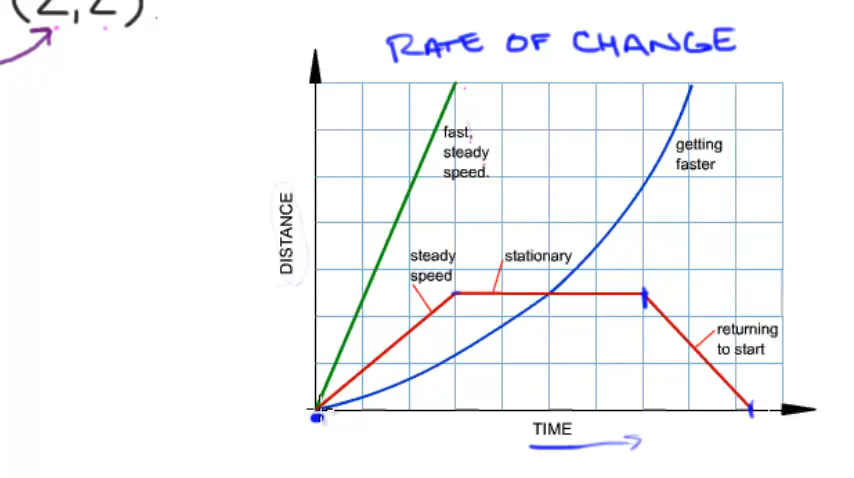 (2,2)
RATE OF CHANGE
fast,
steady
speed.
getting
faster
DISTANCE
steady
speed
stationary
returning
to start
TIME